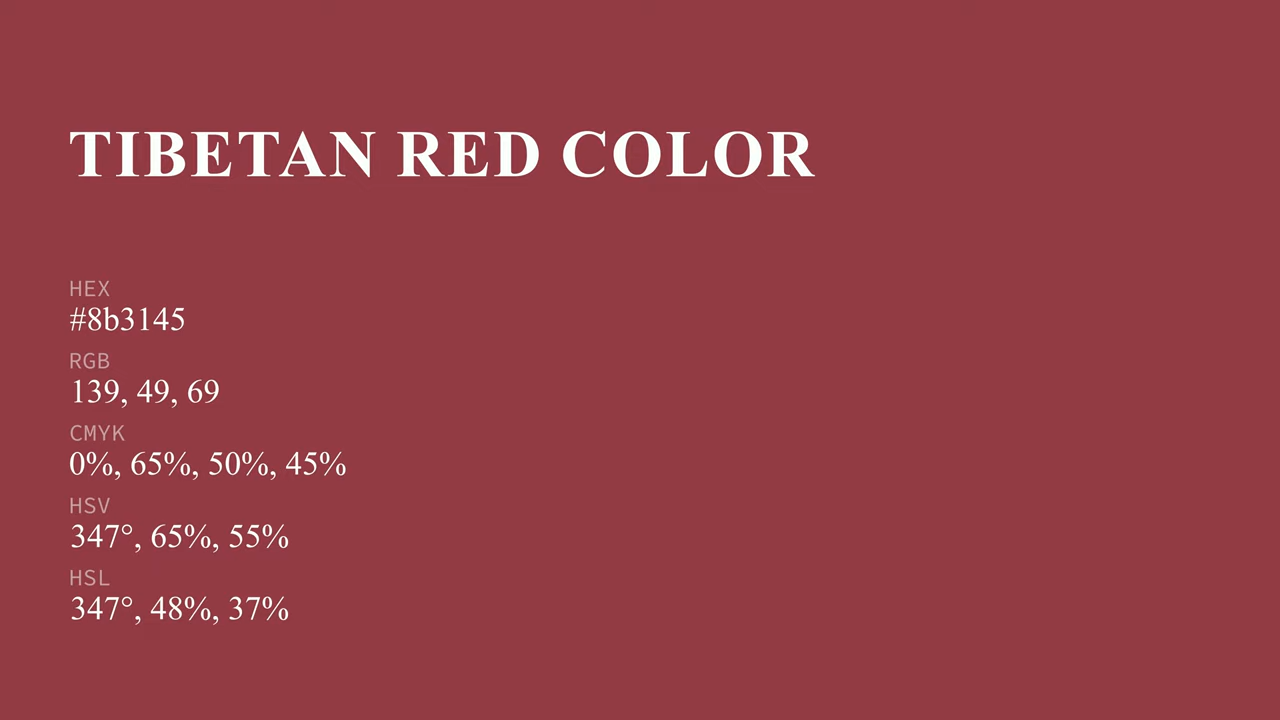 TIBETAN RED COLOR
HEX
#8b3145
RGB
139, 49, 69
CMYK
0%, 65%, 50%, 45%
HSV
347°, 65%, 55%
HSL
347°, 48%, 37%